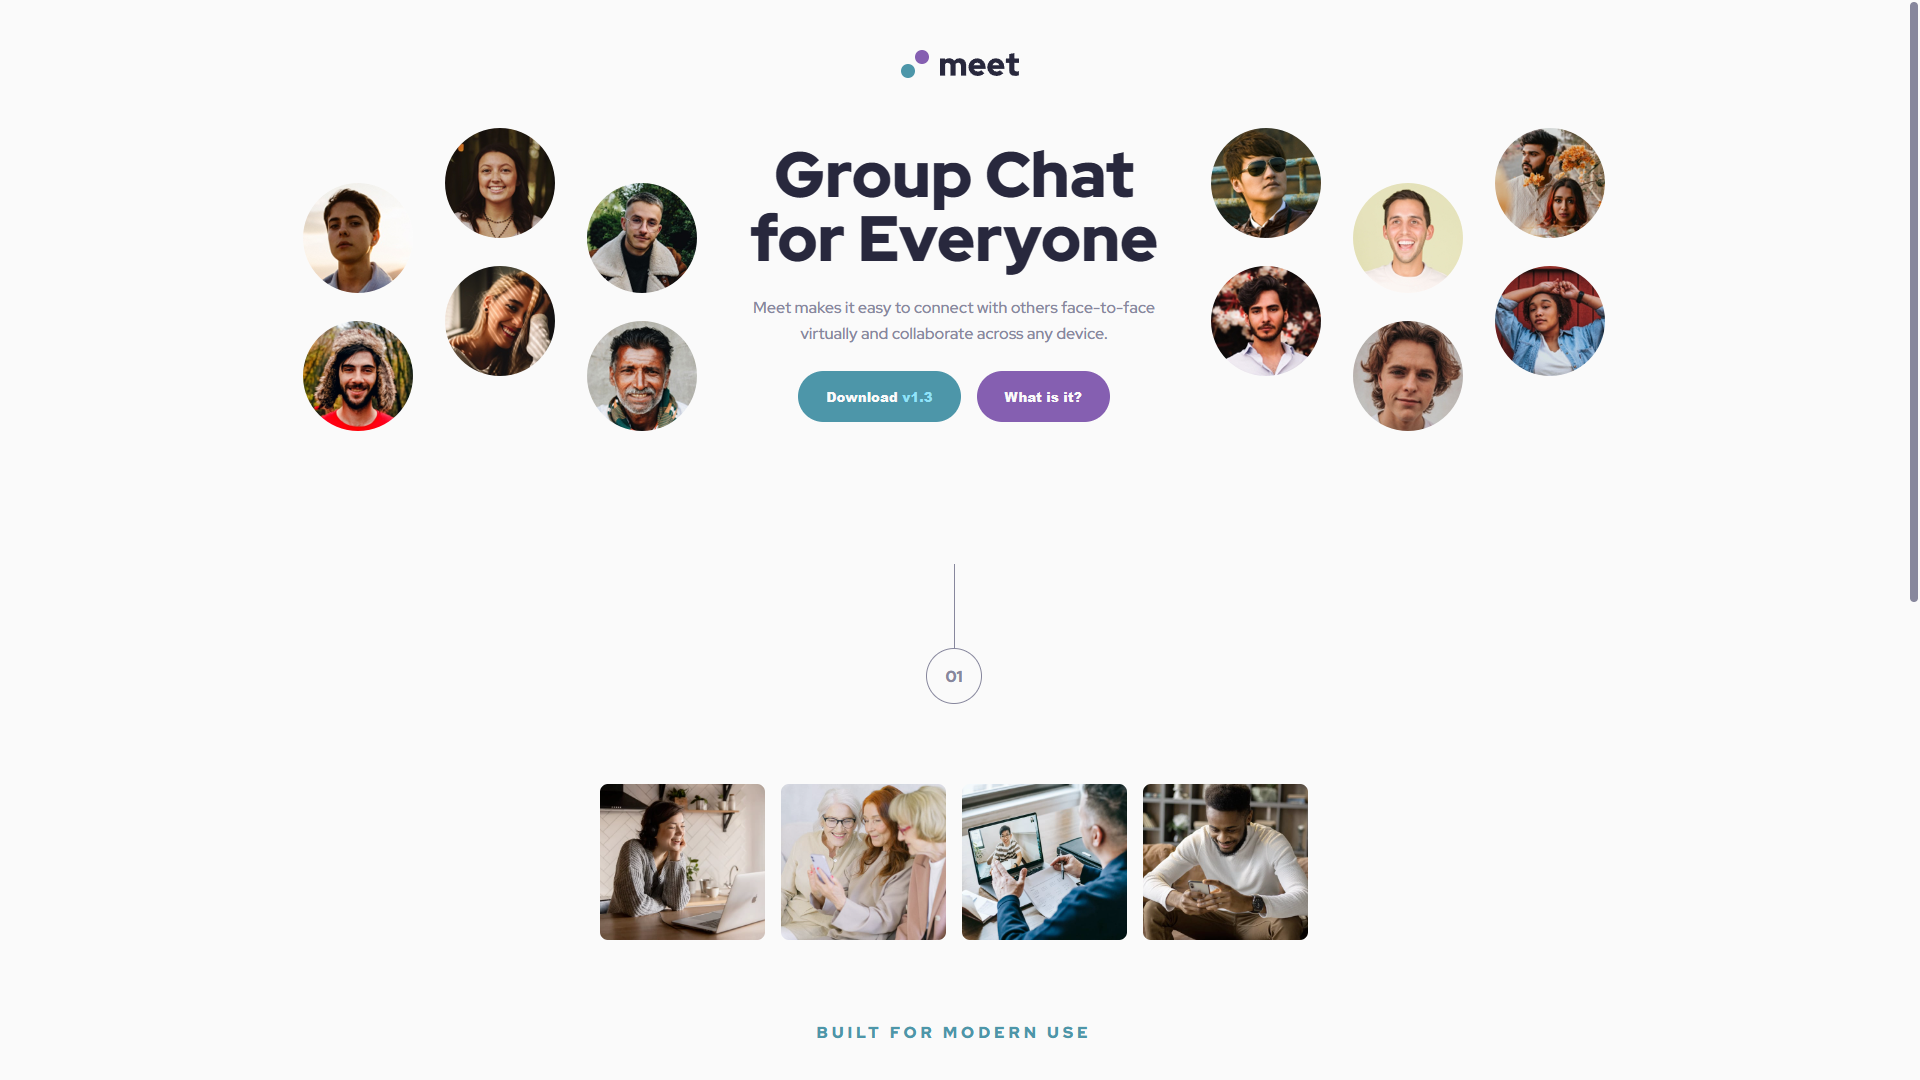 meet
Group Chat
for Everyone
Meet makes it easy to connect with others face-to-face
virtually and collaborate across any device.
Download v1.3
What is it?
01
BUILT FOR MODERN USE